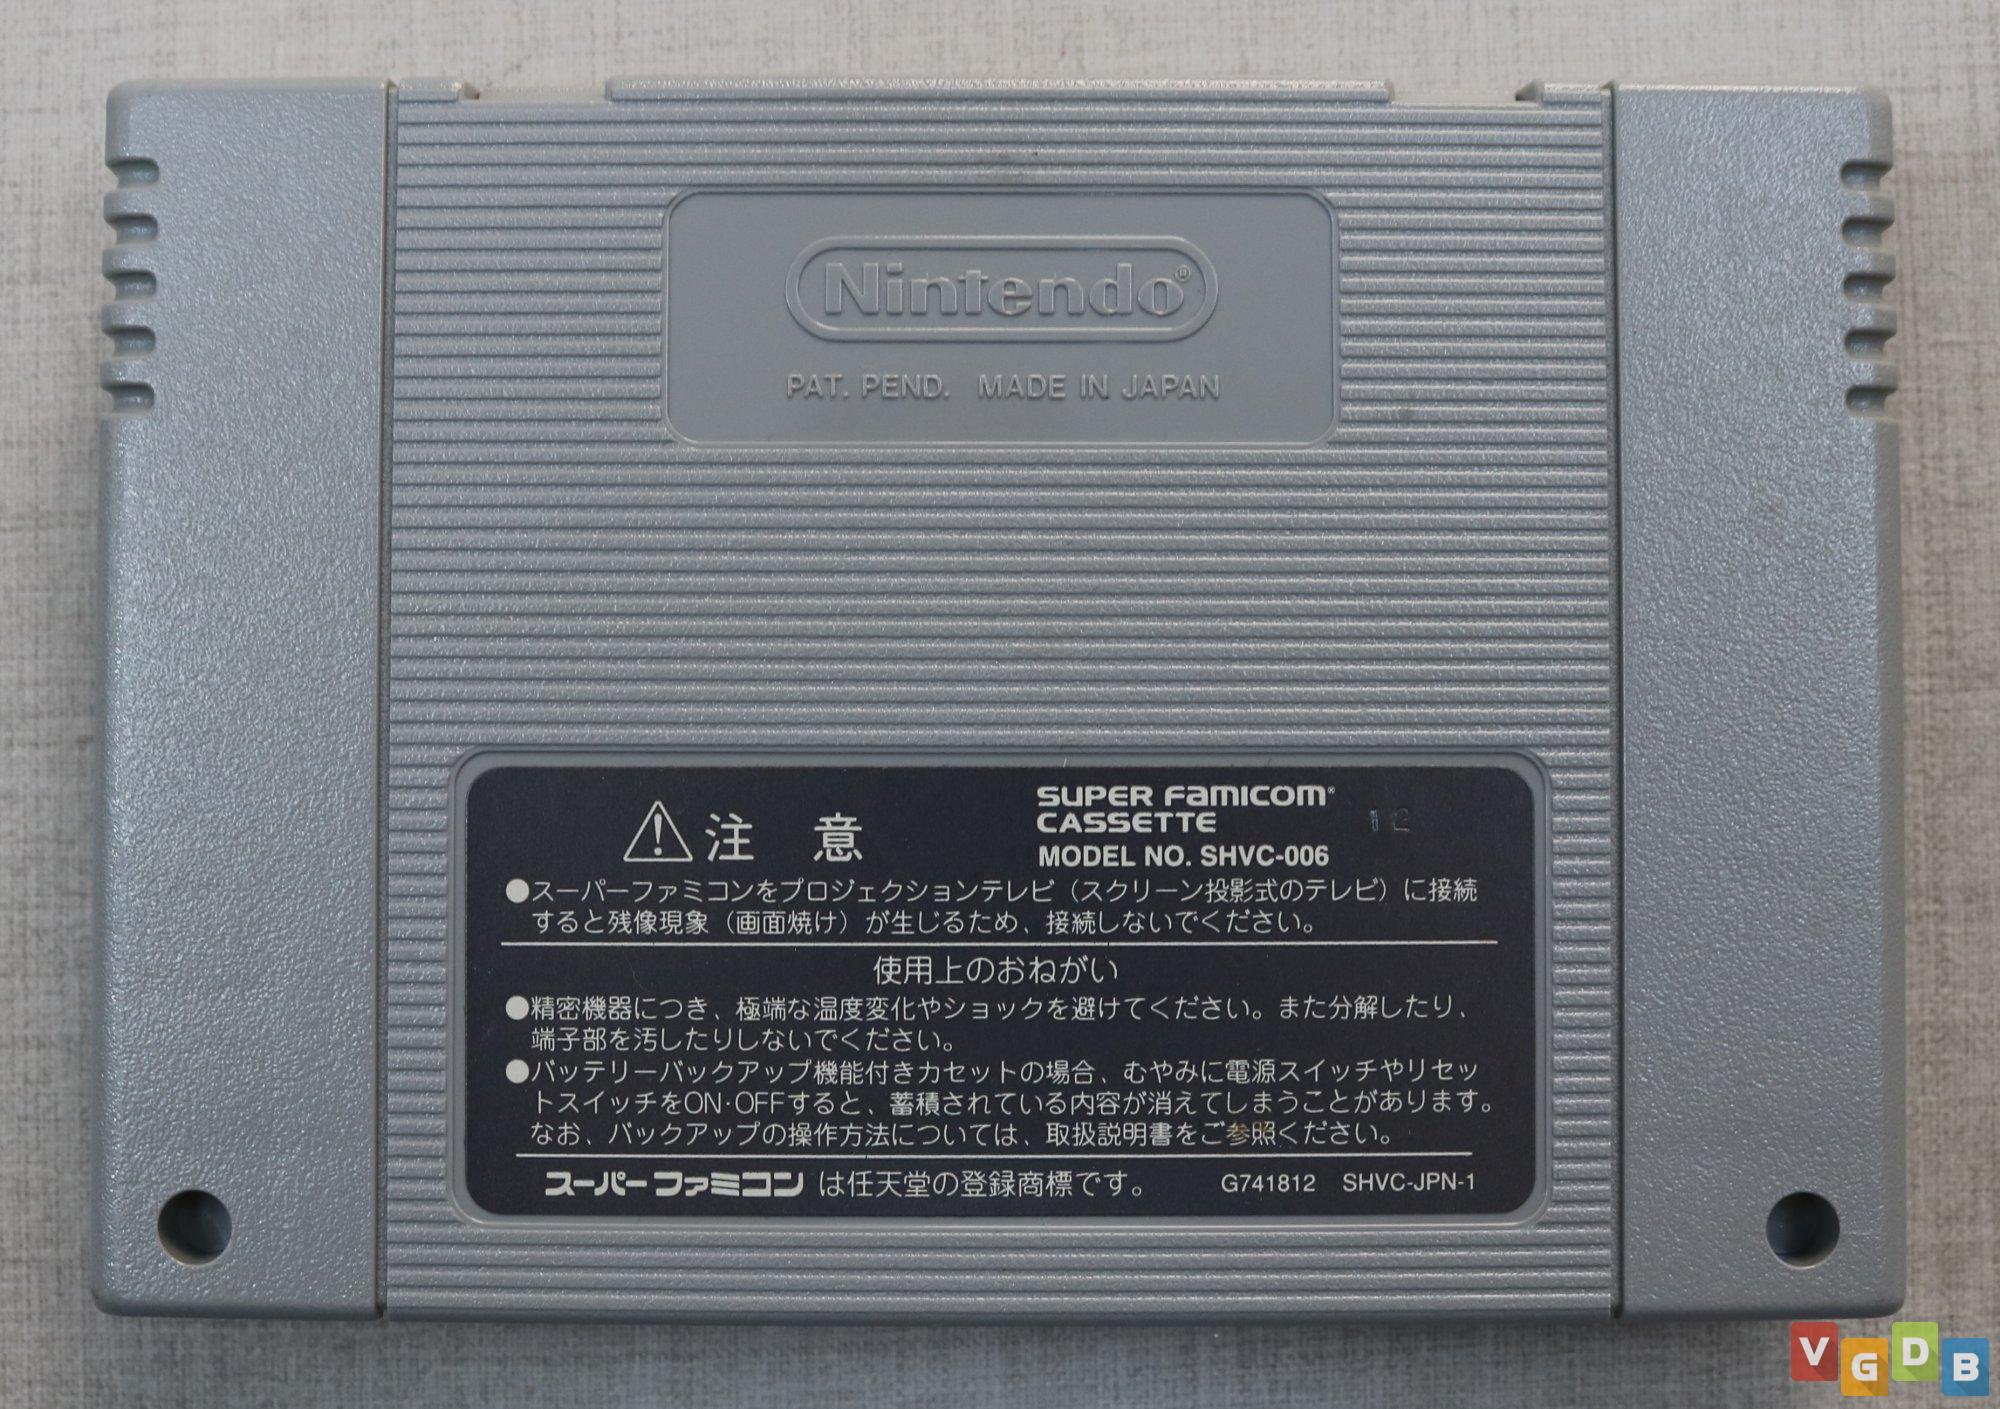 Nintendo®
PAT. PEND. MADE IN JAPAN
注 意
SUPER FAMICOM®
CASSETTE
MODEL NO. SHVC-006
12
●スーパーファミコンをプロジェクションテレビ（スクリーン投影式のテレビ）に接続
すると残像現象（画面焼け）が生じるため、接続しないでください。
使用上のおねがい
●精密機器につき、極端な温度変化やショックを避けてください。また分解したり、
端子部を汚したりしないでください。
●バッテリーバックアップ機能付きカセットの場合、むやみに電源スイッチやリセッ
トスイッチをON·OFFすると、蓄積されている内容が消えてしまうことがあります。
なお、バックアップの操作方法については、取扱説明書をご参照ください。
スーパーファミコンは任天堂の登録商標です。 G741812 SHVC-JPN-1
VGDB